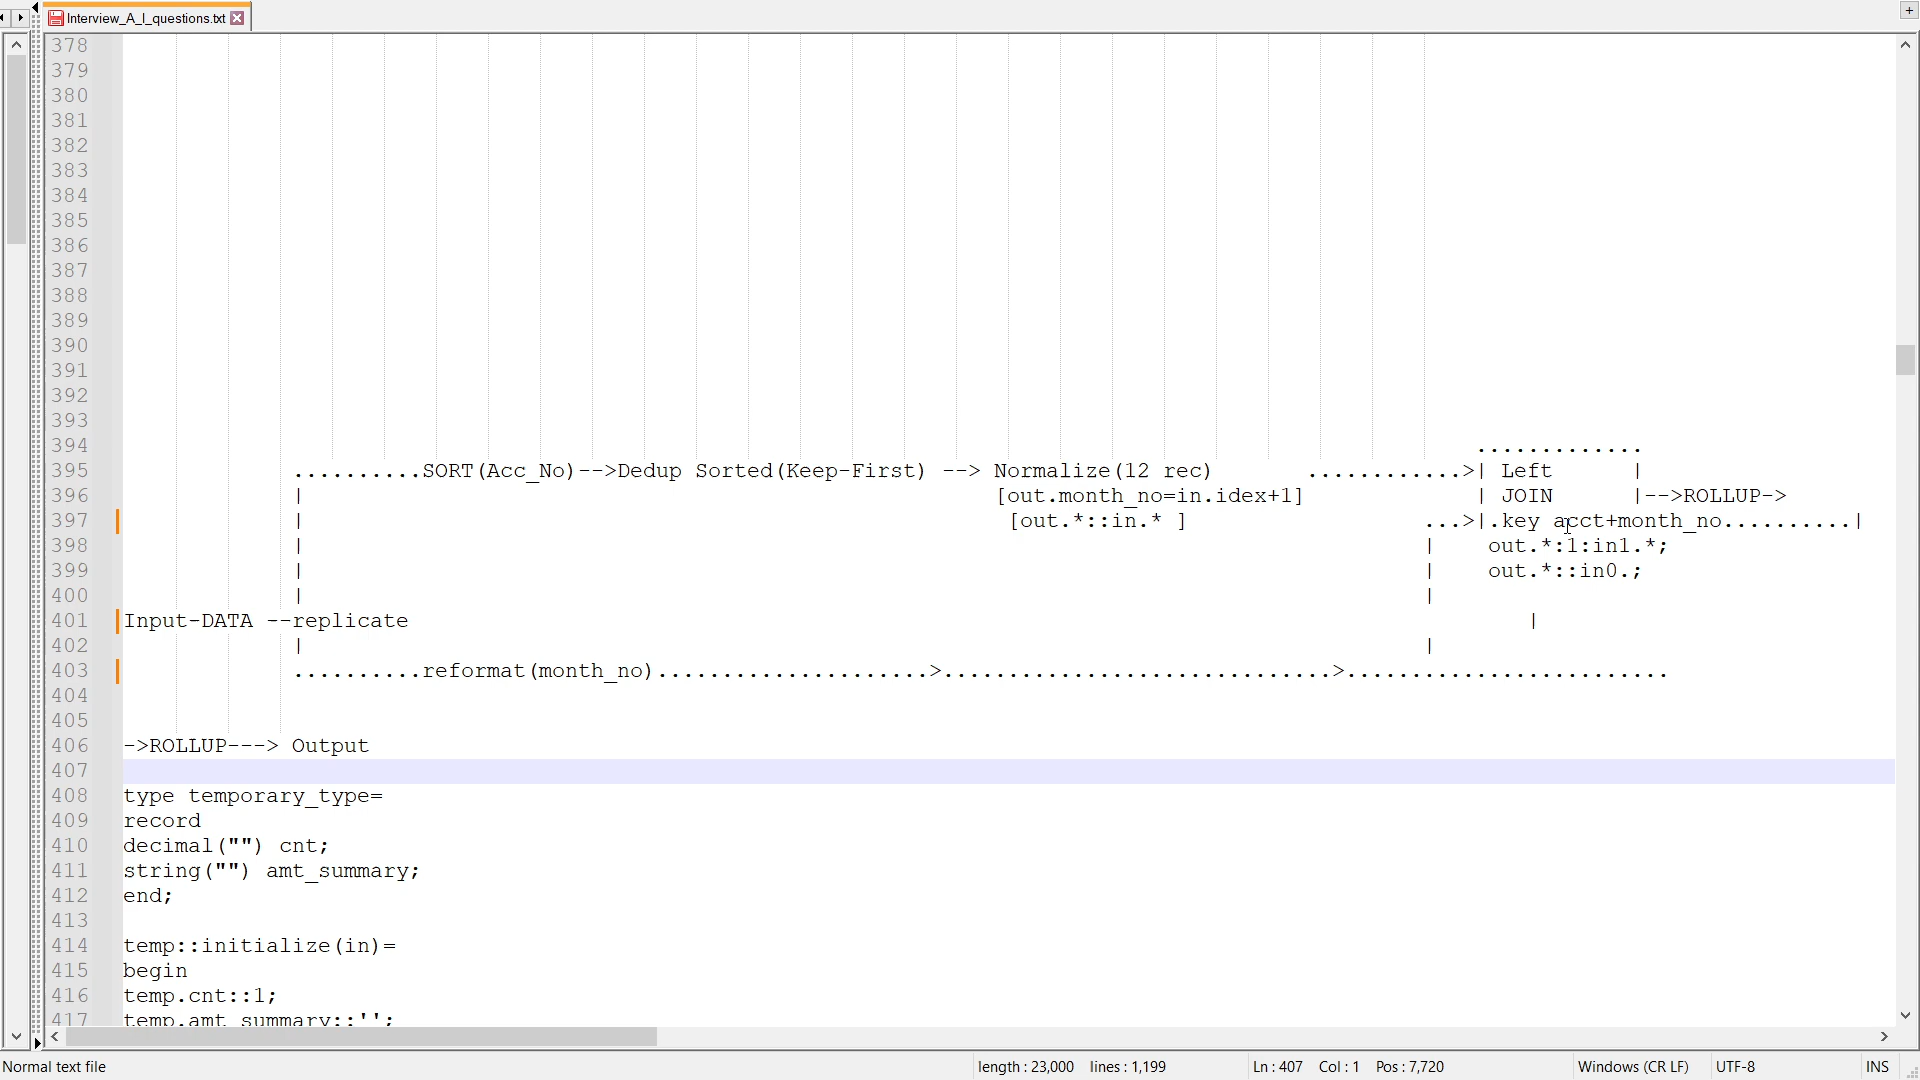 Interview_A_I_questions.txt
378
379
380
381
382
383
384
385
386
387
388
389
390
391
392
393
394 .............
395 ..........SORT(Acc_No)-->Dedup Sorted(Keep-First) --> Normalize(12 rec) ............>| Left |
396 | [out.month_no=in.idex+1] | JOIN |-->ROLLUP->
397 | [out.*::in.* ] ...>|.key acct+month_no..........|
398 | | out.*:1:in1.*;
399 | | out.*::in0.;
400 | |
401 Input-DATA --replicate |
402 | |
403 ..........reformat(month_no).....................>..............................>.........................
404
405
406 ->ROLLUP---> Output
407
408 type temporary_type=
409 record
410 decimal("") cnt;
411 string("") amt_summary;
412 end;
413
414 temp::initialize(in)=
415 begin
416 temp.cnt::1;
417 temp.amt_summary::'';
Normal text file length : 23,000 lines : 1,199 Ln : 407 Col : 1 Pos : 7,720 Windows (CR LF) UTF-8 INS